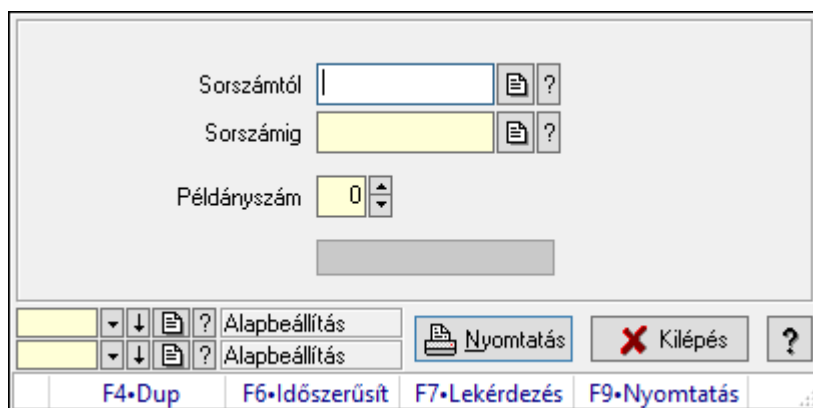 Sorszámtól ?
Sorszámig ?
Példányszám 0
? Alapbeállítás
? Alapbeállítás
Nyomtatás
Kilépés
?
F4•Dup F6•Időszerűsít F7•Lekérdezés F9•Nyomtatás